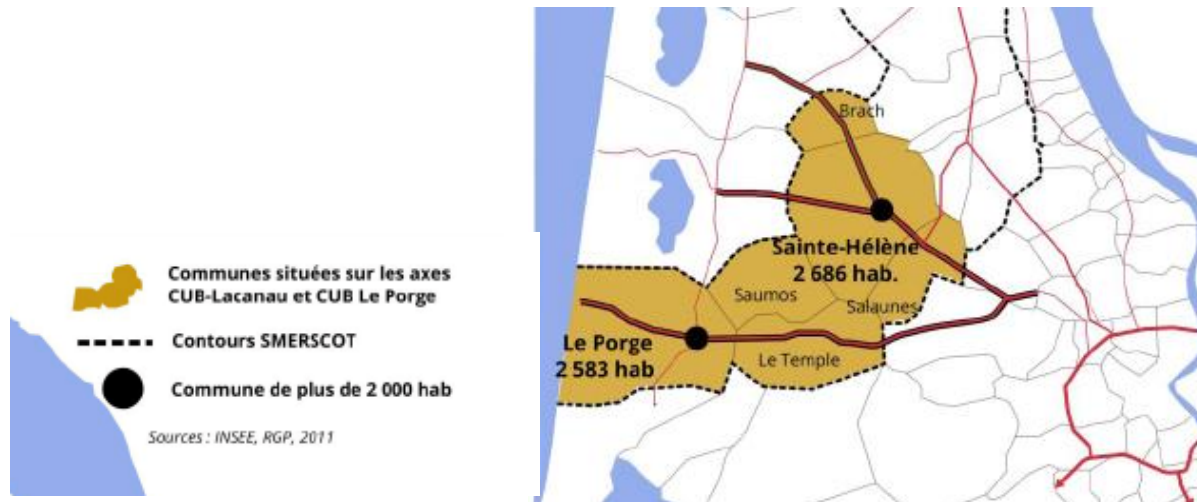 Communes situées sur les axes
CUB-Lacanau et CUB Le Porge
Contours SMERSCOT
Commune de plus de 2 000 hab
Sources : INSEE, RGP, 2011
Brach
Sainte-Hélène
2 686 hab.
Saumos
Salaunes
Le Porge
2 583 hab
Le Temple